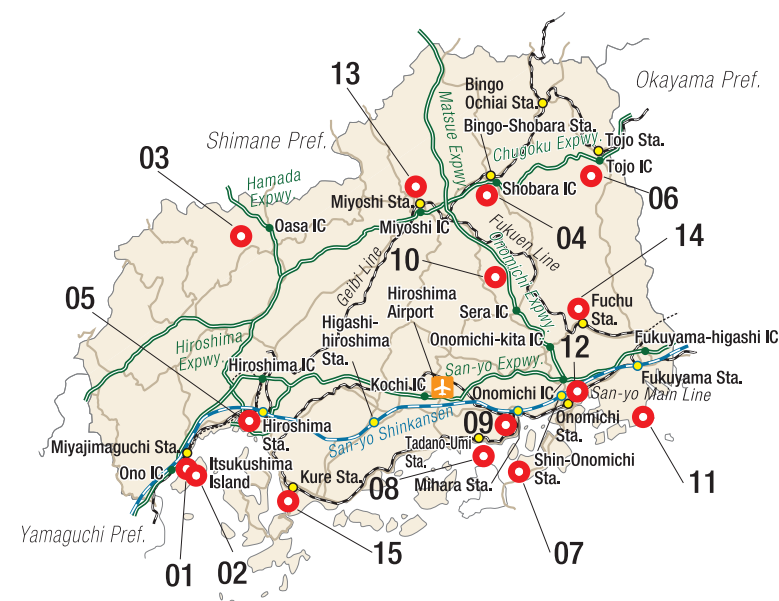 13
Bingo
Ochiai Sta.
Okayama Pref.
Shimane Pref.
Matsue Expwy.
Bingo-Shobara Sta.
Chugoku Expwy.
Tojo Sta.
Tojo IC
03
Hamada
Expwy.
Miyoshi Sta.
Shobara IC
06
Oasa IC
Miyoshi IC
04
Fukuen Line
14
Onomichi Expwy.
10
Geibi Line
05
Hiroshima
Airport
Sera IC
Fuchu
Sta.
Higashi-
hiroshima
Sta.
Onomichi-kita IC
Fukuyama-higashi IC
Hiroshima
Expwy.
12
Hiroshima IC
San-yo Expwy.
Kochi IC
Fukuyama Sta.
Onomichi IC
San-yo Main Line
Hiroshima
Sta.
San-yo Shinkansen
09
Onomichi
Sta.
Miyajimaguchi Sta.
Tadano-Umi
Sta.
Ono IC
Itsukushima
Island
Kure Sta.
08
Mihara Sta.
Shin-Onomichi
Sta.
11
Yamaguchi Pref.
01
02
15
07